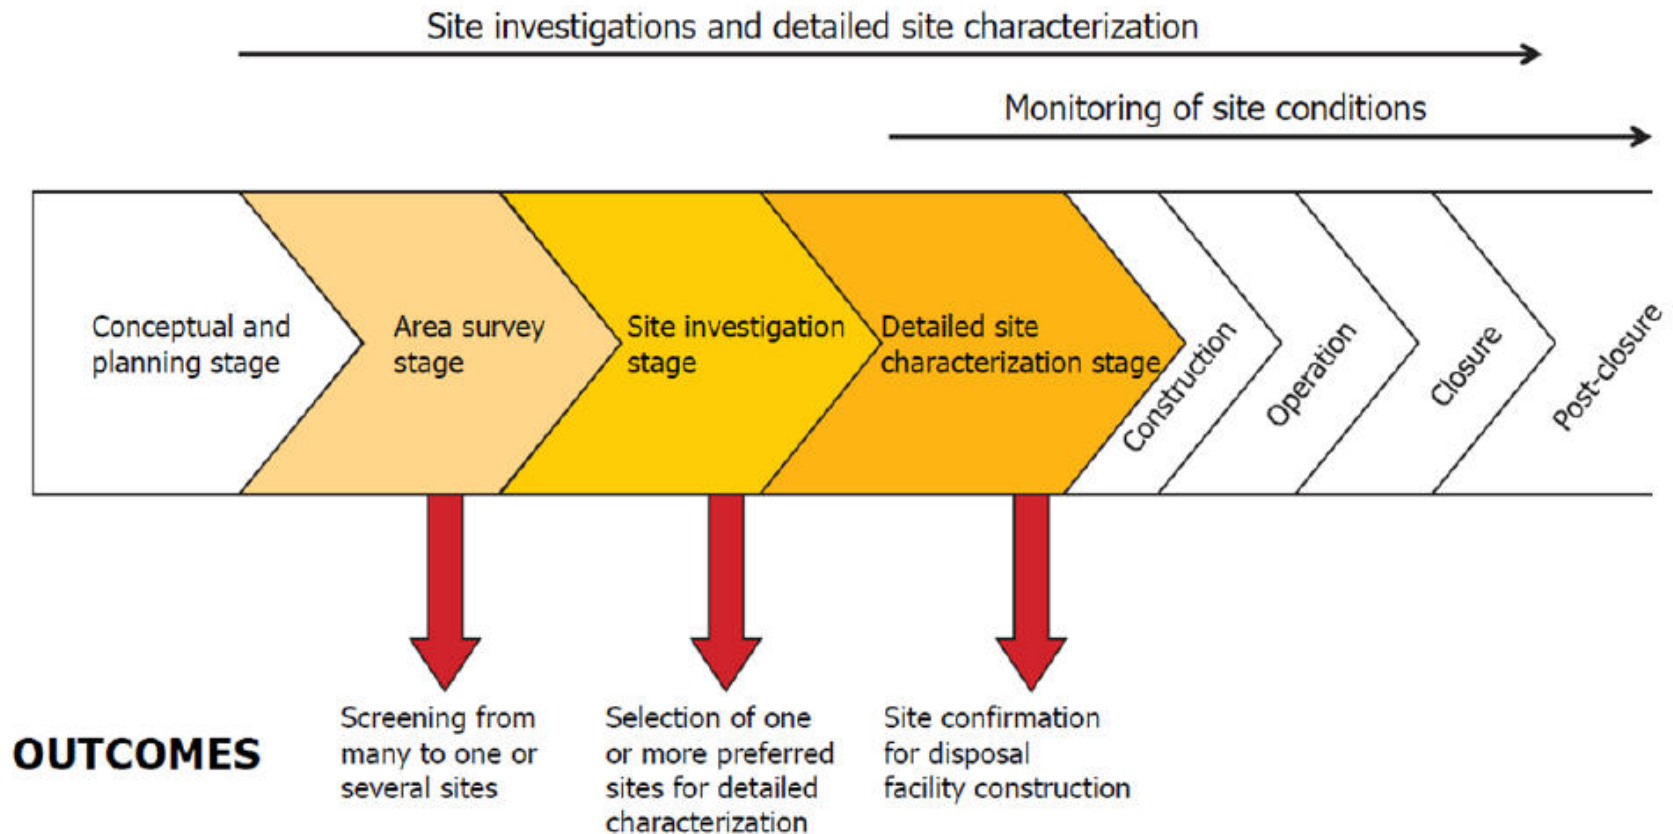 Site investigations and detailed site characterization
Monitoring of site conditions
Conceptual and
planning stage
Area survey
stage
Site investigation
stage
Detailed site
characterization stage
Construction
Operation
Closure
Post-closure
OUTCOMES
Screening from
many to one or
several sites
Selection of one
or more preferred
sites for detailed
characterization
Site confirmation
for disposal
facility construction